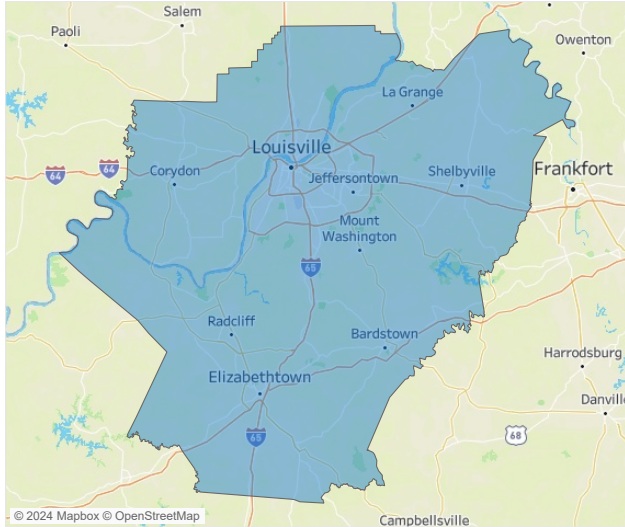 Salem
Paoli
Owenton
La Grange
Louisville
64
64
Corydon
Jeffersontown
Shelbyville
Frankfort
Mount
Washington
65
Radcliff
Bardstown
Harrodsburg
Elizabethtown
Danvil
65
68
Campbellsville
© 2024 Mapbox © OpenStreetMap